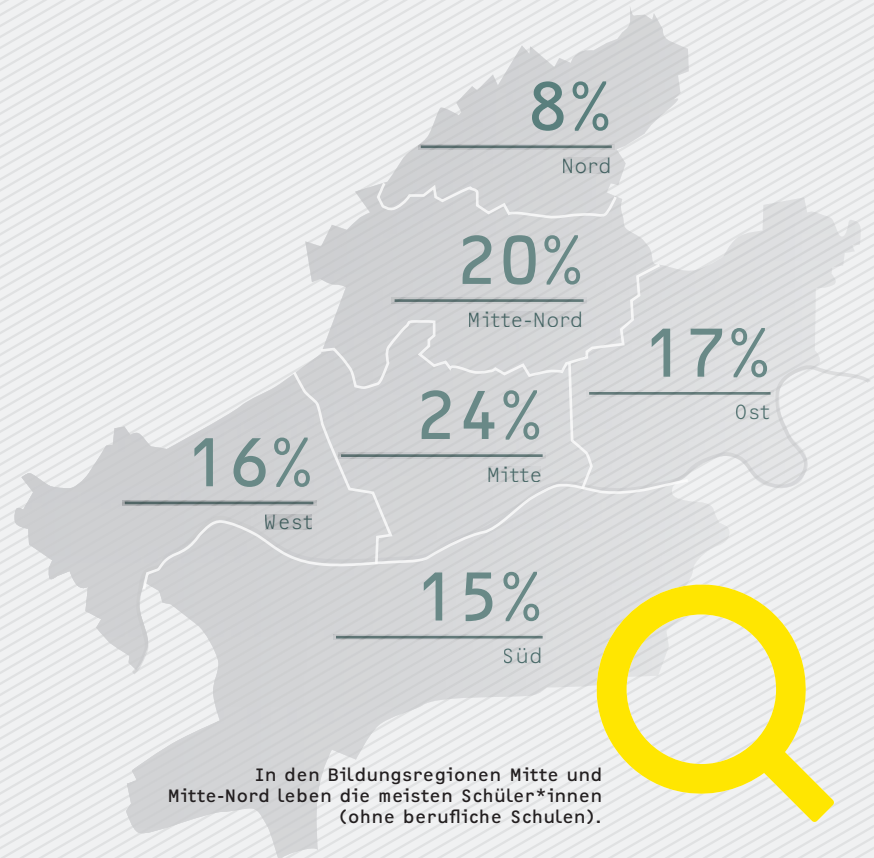 8%
Nord
20%
Mitte-Nord
17%
Ost
24%
Mitte
16%
West
15%
Süd
In den Bildungsregionen Mitte und
Mitte-Nord leben die meisten Schüler*innen
(ohne berufliche Schulen).